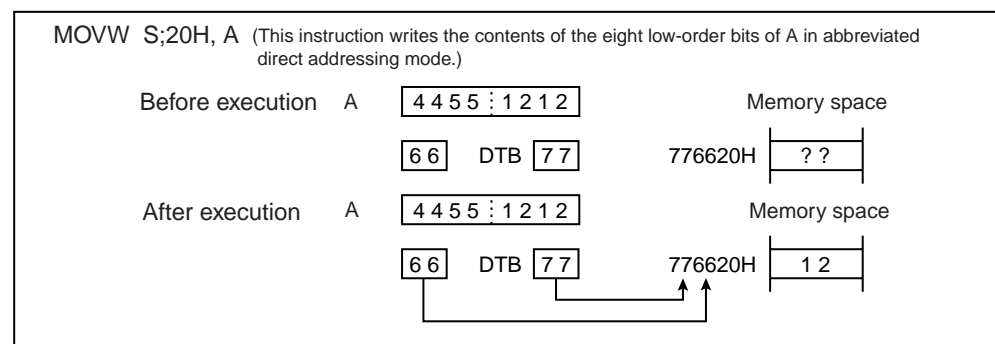 MOVW S;20H, A (This instruction writes the contents of the eight low-order bits of A in abbreviated
direct addressing mode.)
Before execution A 4455 1212 Memory space
66 DTB 77 776620H ??
After execution A 4455 1212 Memory space
66 DTB 77 776620H 12